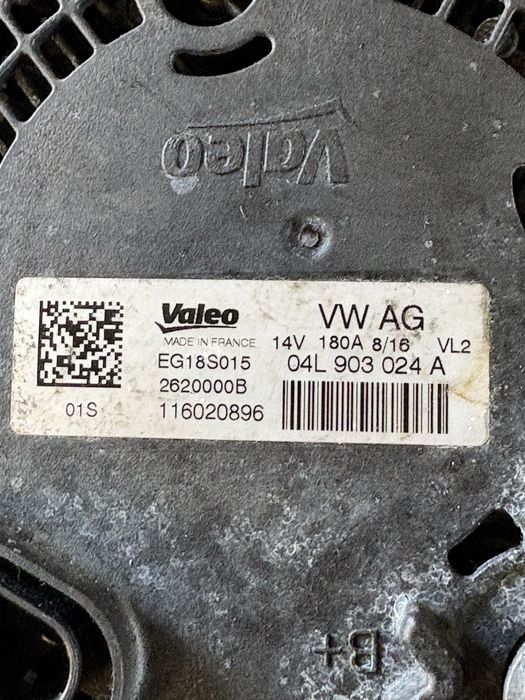 Valeo
Valeo
MADE IN FRANCE
EG18S015
2620000B
116020896
01S
VW AG
14V 180A 8/16 VL2
04L 903 024 A
B+